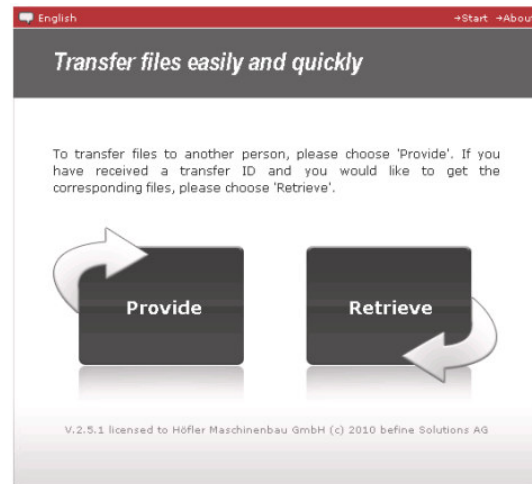 English →Start →About
Transfer files easily and quickly
To transfer files to another person, please choose 'Provide'. If you
have received a transfer ID and you would like to get the
corresponding files, please choose 'Retrieve'.
Provide Retrieve
V.2.5.1 licensed to Höfler Maschinenbau GmbH (c) 2010 befine Solutions AG